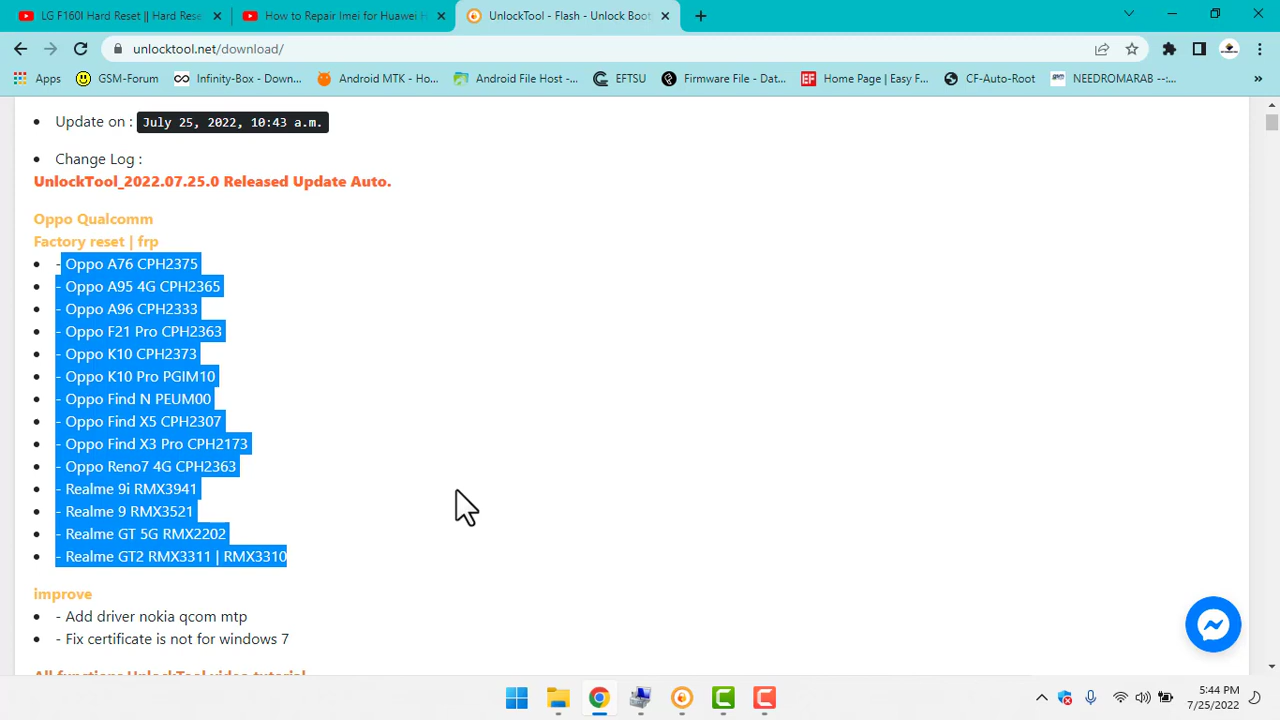 LG F160l Hard Reset || Hard Rese
How to Repair Imei for Huawei H
UnlockTool - Flash - Unlock Boot
unlocktool.net/download/
Apps
GSM-Forum
Infinity-Box - Down...
Android MTK - Ho...
Android File Host -...
EFTSU
Firmware File - Dat...
Home Page | Easy F...
CF-Auto-Root
NEEDROMARAB --:...
»
• Update on : July 25, 2022, 10:43 a.m.
• Change Log :
UnlockTool_2022.07.25.0 Released Update Auto.
Oppo Qualcomm
Factory reset | frp
• - Oppo A76 CPH2375
• - Oppo A95 4G CPH2365
• - Oppo A96 CPH2333
• - Oppo F21 Pro CPH2363
• - Oppo K10 CPH2373
• - Oppo K10 Pro PGIM10
• - Oppo Find N PEUM00
• - Oppo Find X5 CPH2307
• - Oppo Find X3 Pro CPH2173
• - Oppo Reno7 4G CPH2363
• - Realme 9i RMX3941
• - Realme 9 RMX3521
• - Realme GT 5G RMX2202
• - Realme GT2 RMX3311 | RMX3310
improve
• - Add driver nokia qcom mtp
• - Fix certificate is not for windows 7
All functions UnlockTool video tutorial
5:44 PM
7/25/2022